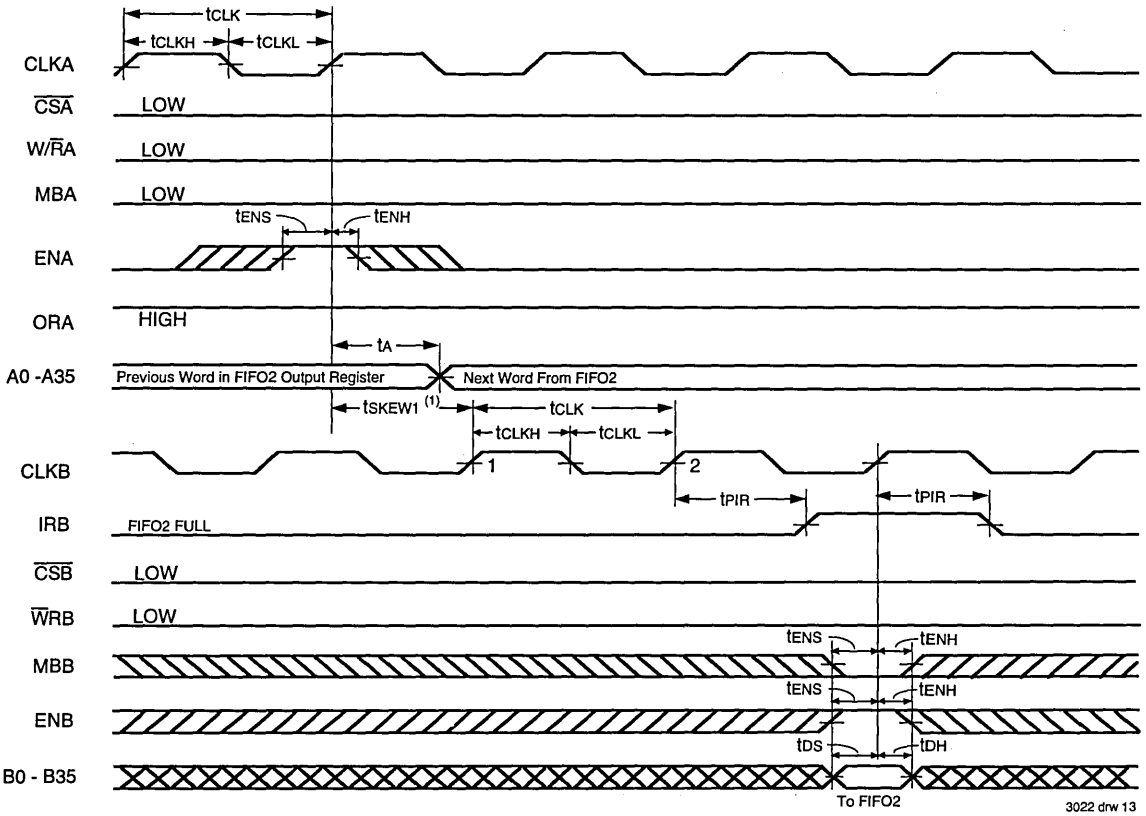 tCLK
tCLKH tCLKL
CLKA
CSA LOW
W/RA LOW
MBA LOW
tENS tENH
ENA
ORA HIGH
tA
A0 -A35 Previous Word in FIFO2 Output Register Next Word From FIFO2
tSKEW1 (1) tCLK
tCLKH tCLKL
CLKB 1 2
tPIR tPIR
IRB FIFO2 FULL
CSB LOW
WRB LOW
tENS tENH
MBB
tENS tENH
ENB
tDS tDH
B0 - B35
To FIFO2
3022 drw 13